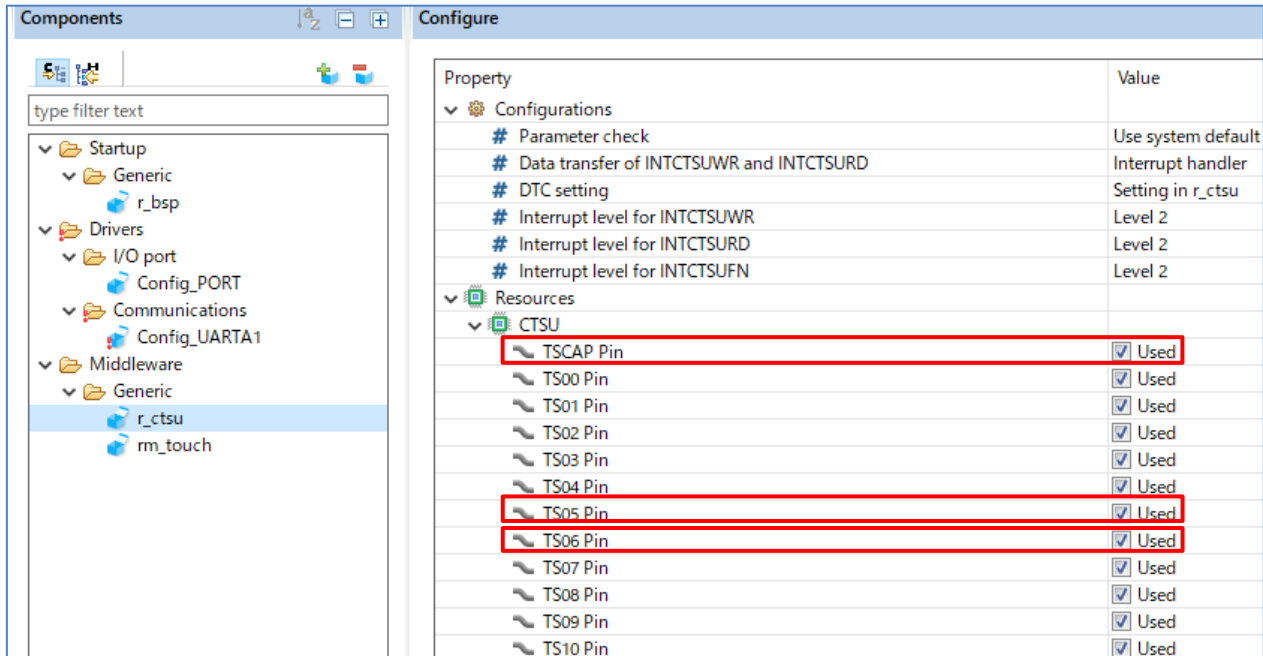 Components
type filter text
Startup
Generic
r_bsp
Drivers
I/O port
Config_PORT
Communications
Config_UARTA1
Middleware
Generic
r_ctsu
rm_touch
Configure
Property Value
Configurations
# Parameter check Use system default
# Data transfer of INTCTSUWR and INTCTSURD Interrupt handler
# DTC setting Setting in r_ctsu
# Interrupt level for INTCTSUWR Level 2
# Interrupt level for INTCTSURD Level 2
# Interrupt level for INTCTSUFN Level 2
Resources
CTSU
TSCAP Pin Used
TS00 Pin Used
TS01 Pin Used
TS02 Pin Used
TS03 Pin Used
TS04 Pin Used
TS05 Pin Used
TS06 Pin Used
TS07 Pin Used
TS08 Pin Used
TS09 Pin Used
TS10 Pin Used